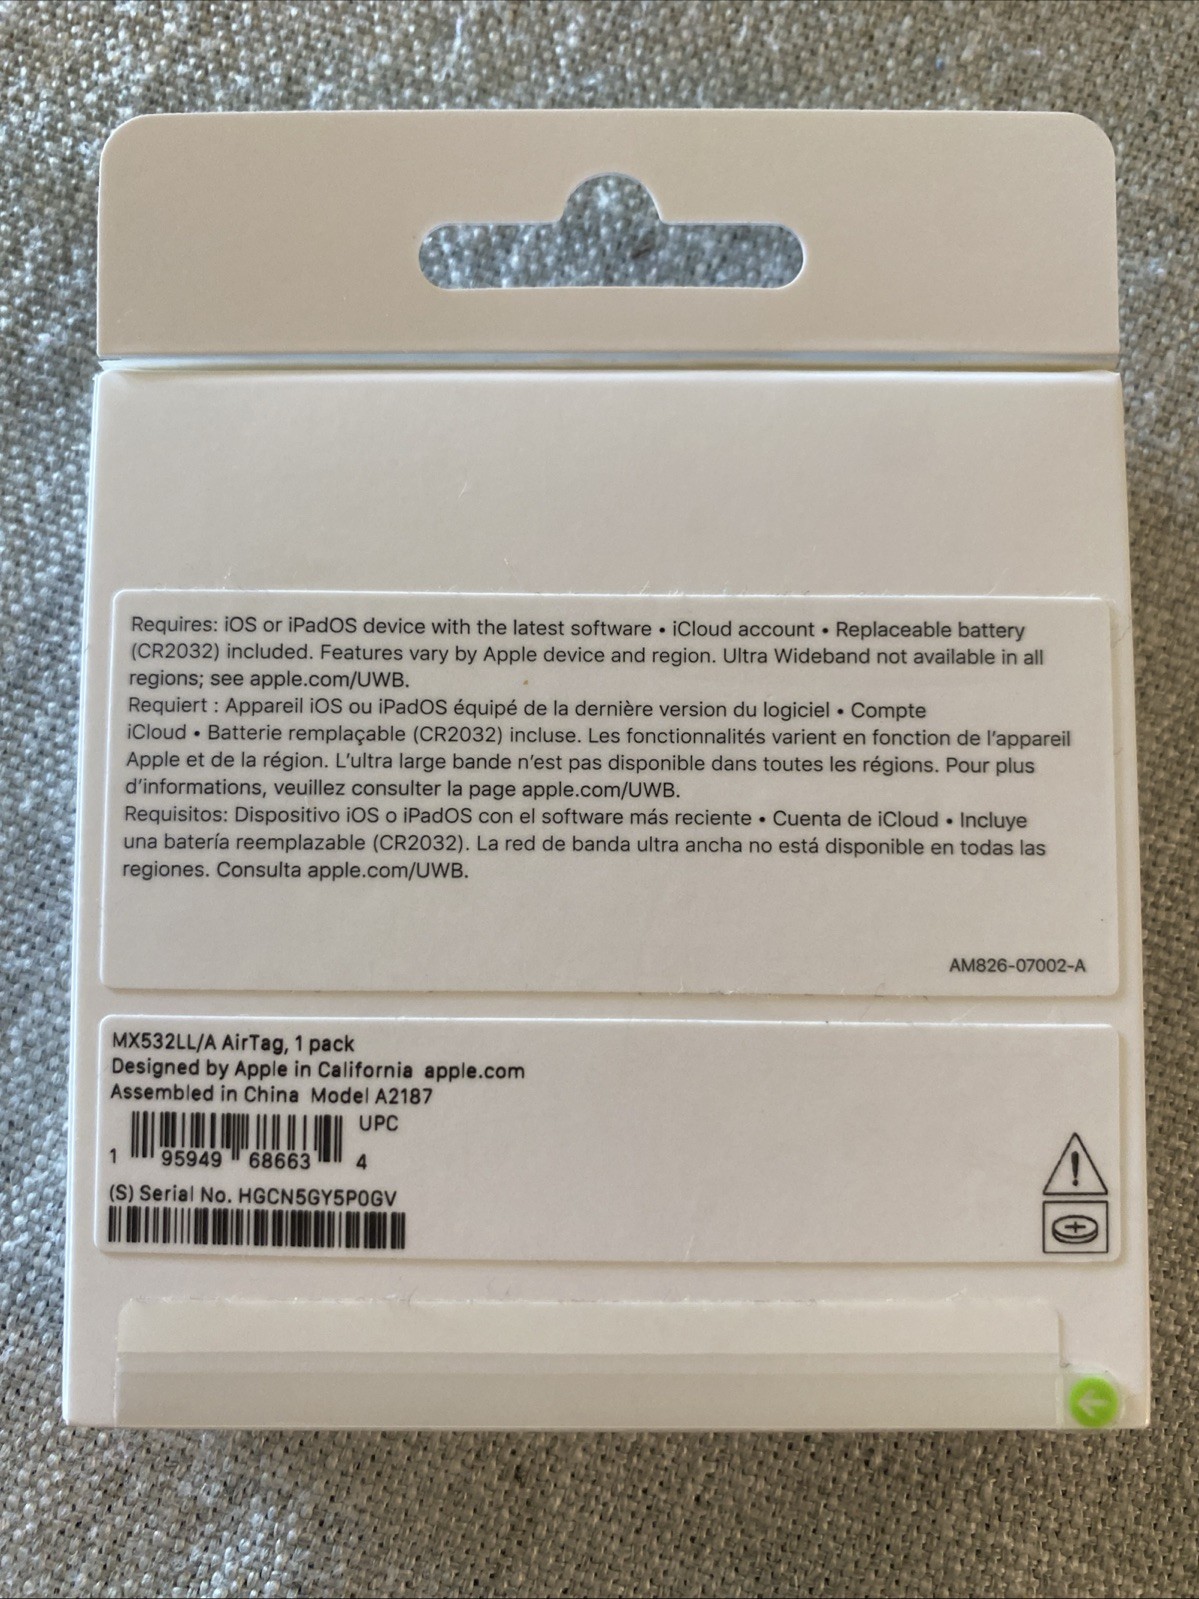 Requires: iOS or iPadOS device with the latest software • iCloud account • Replaceable battery
(CR2032) included. Features vary by Apple device and region. Ultra Wideband not available in all
regions; see apple.com/UWB.
Requiert : Appareil iOS ou iPadOS équipé de la dernière version du logiciel • Compte
iCloud • Batterie remplaçable (CR2032) incluse. Les fonctionnalités varient en fonction de l’appareil
Apple et de la région. L’ultra large bande n’est pas disponible dans toutes les régions. Pour plus
d’informations, veuillez consulter la page apple.com/UWB.
Requisitos: Dispositivo iOS o iPadOS con el software más reciente • Cuenta de iCloud • Incluye
una batería reemplazable (CR2032). La red de banda ultra ancha no está disponible en todas las
regiones. Consulta apple.com/UWB.
AM826-07002-A
MX532LL/A AirTag, 1 pack
Designed by Apple in California apple.com
Assembled in China Model A2187
UPC
1 95949 68663 4
(S) Serial No. HGCN5GY5P0GV